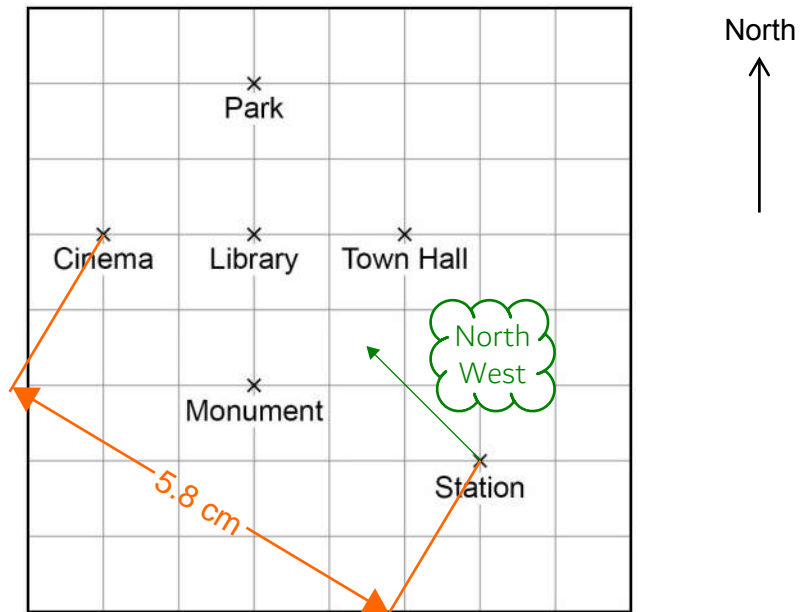 North
Park
Cinema
Library
Town Hall
North
West
Monument
Station
5.8 cm